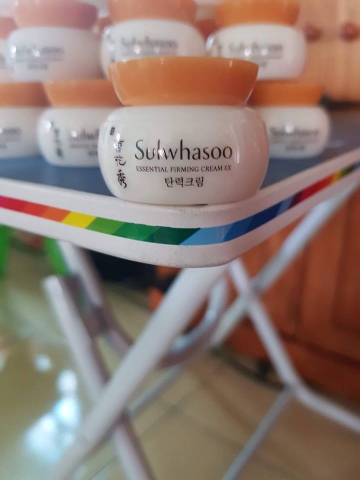 Sulwhasoo
ESSENTIAL FIRMING CREAM EX
탄력크림
雪花秀